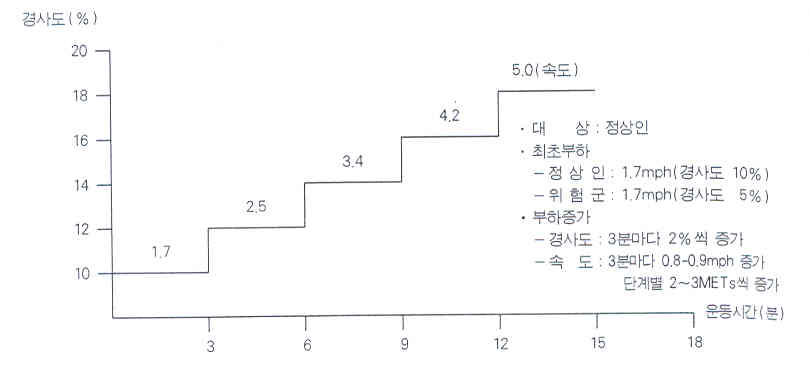 경사도(%)
20
18
16
14
12
10
1.7
2.5
3.4
4.2
5.0(속도)
· 대 상 : 정상인
· 최초부하
– 정 상 인 : 1.7mph(경사도 10%)
– 위 험 군 : 1.7mph(경사도 5%)
· 부하증가
– 경사도 : 3분마다 2%씩 증가
– 속 도 : 3분마다 0.8-0.9mph 증가
단계별 2~3METs씩 증가
운동시간(분)
3
6
9
12
15
18